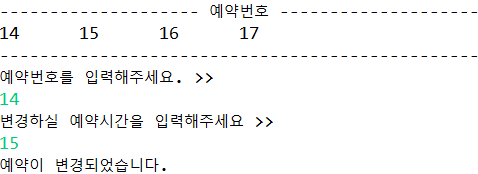 -------------------- 예약번호 --------------------
14 15 16 17
------------------------------------------------
예약번호를 입력해주세요. >>
14
변경하실 예약시간을 입력해주세요 >>
15
예약이 변경되었습니다.